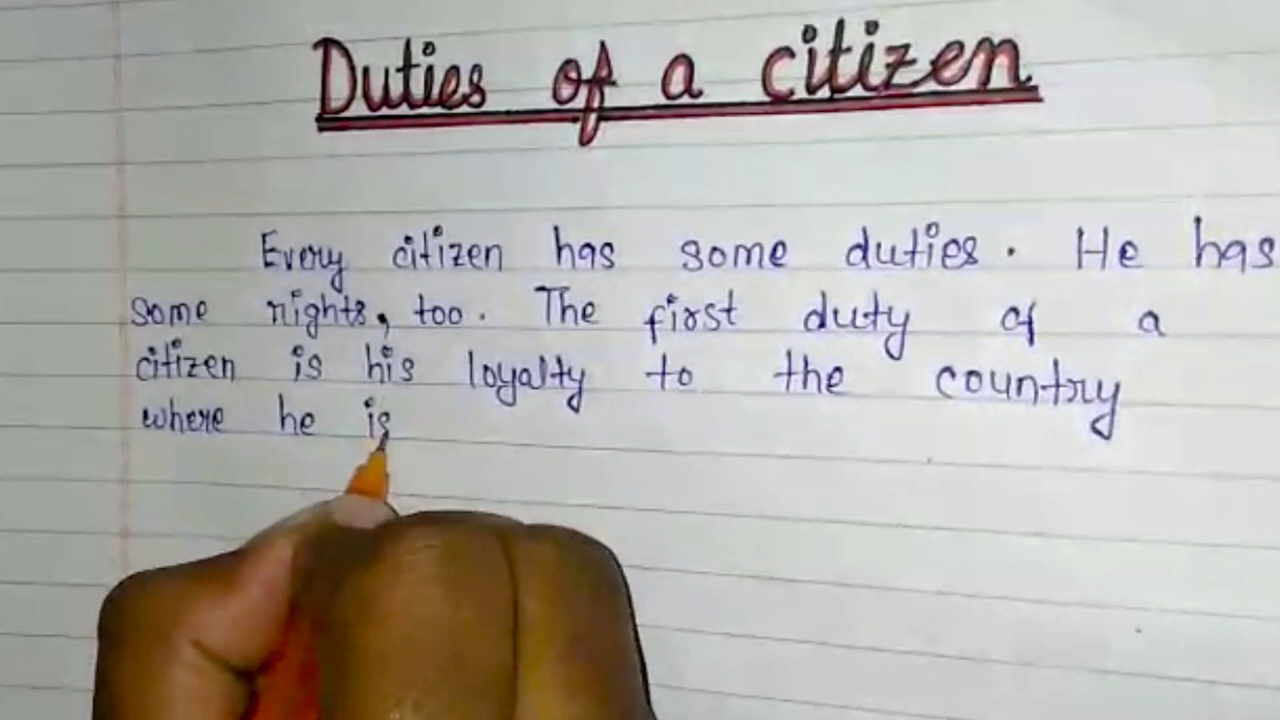 Duties of a citizen
Every citizen has some duties. He has
some rights, too. The first duty of a
citizen is his loyalty to the country
where he is